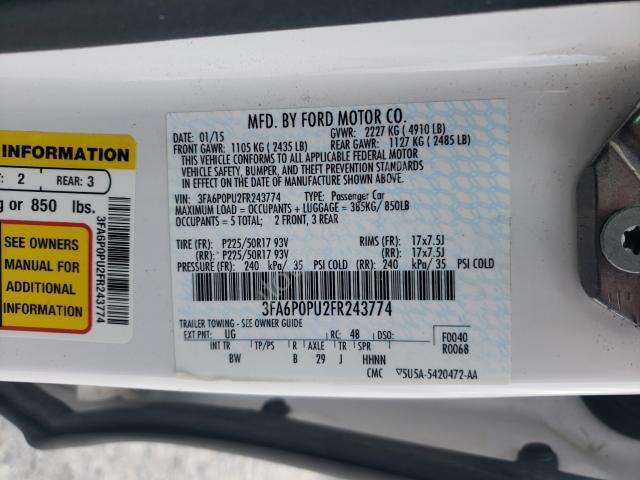 MFD. BY FORD MOTOR CO.
DATE: 01/15 GVWR: 2227 KG ( 4910 LB)
FRONT GAWR: 1105 KG ( 2435 LB) REAR GAWR: 1127 KG ( 2485 LB)
THIS VEHICLE CONFORMS TO ALL APPLICABLE FEDERAL MOTOR
VEHICLE SAFETY, BUMPER, AND THEFT PREVENTION STANDARDS
IN EFFECT ON THE DATE OF MANUFACTURE SHOWN ABOVE.
VIN: 3FA6P0PU2FR243774 TYPE: Passenger Car
MAXIMUM LOAD = OCCUPANTS + LUGGAGE = 385KG/ 850LB
OCCUPANTS = 5 TOTAL; 2 FRONT, 3 REAR
TIRE (FR): P225/50R17 93V RIMS (FR): 17x7.5J
(RR): P225/50R17 93V (RR): 17x7.5J
PRESSURE (FR): 240 kPa/ 35 PSI COLD (RR): 240 kPa/ 35 PSI COLD
3FA6P0PU2FR243774
TRAILER TOWING - SEE OWNER GUIDE
EXT PNT: UG RC: 48 DSO: F0040
R0068
INT TR TP/PS R AXLE TR SPR
BW B 29 J HHNN
CMC 5U5A-5420472-AA
INFORMATION
2 REAR: 3
or 850 lbs.
SEE OWNERS
MANUAL FOR
ADDITIONAL
INFORMATION
3FA6P0PU2FR243774